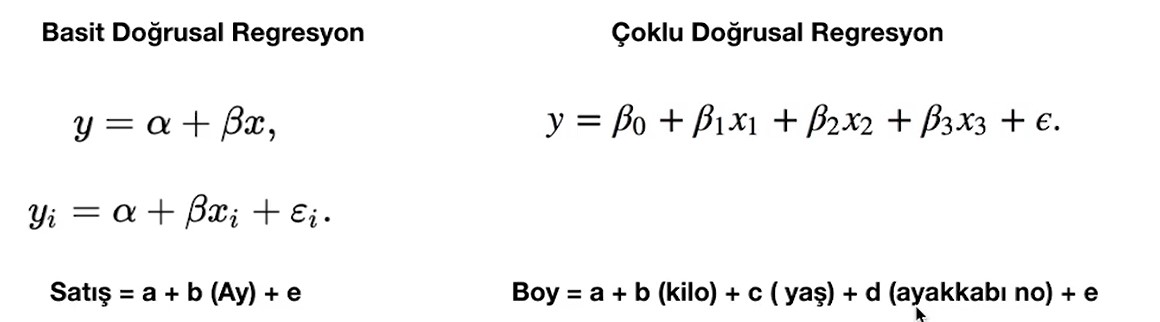 Basit Doğrusal Regresyon
y = α + βx,
yᵢ = α + βxᵢ + εᵢ.
Satış = a + b (Ay) + e
Çoklu Doğrusal Regresyon
y = β₀ + β₁x₁ + β₂x₂ + β₃x₃ + ϵ.
Boy = a + b (kilo) + c ( yaş) + d (ayakkabı no) + e